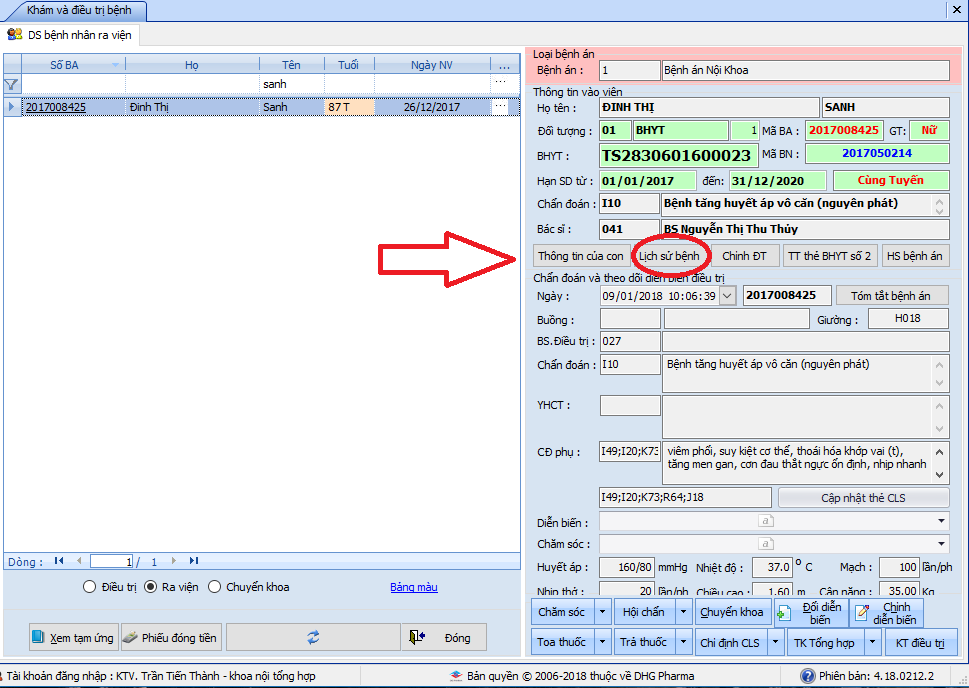 Khám và điều trị bệnh
DS bệnh nhân ra viện
Số BA Họ Tên Tuổi Ngày NV ...
sanh ...
2017008425 Đinh Thị Sanh 87 T 26/12/2017 ...
Dòng : 1 / 1
Điều trị Ra viện Chuyển khoa Bảng màu
Xem tạm ứng Phiếu đóng tiền Đóng
Loại bệnh án
Bệnh án : 1 Bệnh án Nội Khoa
Thông tin vào viên
Họ tên : ĐINH THỊ SANH
Đối tượng : 01 BHYT 1 Mã BA : 2017008425 GT: Nữ
BHYT : TS2830601600023 Mã BN : 2017050214
Hạn SD từ : 01/01/2017 đến: 31/12/2020 Cùng Tuyến
Chẩn đoán : I10 Bệnh tăng huyết áp vô căn (nguyên phát)
Bác sĩ : 041 BS Nguyễn Thị Thu Thủy
Thông tin của con Lịch sử bệnh Chinh ĐT TT thẻ BHYT số 2 HS bệnh án
Chẩn đoán và theo dõi diễn biến điều trị
Ngày : 09/01/2018 10:06:39 2017008425 Tóm tắt bệnh án
Buồng : Giường : H018
BS.Điều trị : 027
Chẩn đoán : I10 Bệnh tăng huyết áp vô căn (nguyên phát)
YHCT :
CĐ phụ : I49;I20;K73 viêm phổi, suy kiệt cơ thể, thoái hóa khớp vai (t),
tăng men gan, cơn đau thắt ngực ổn định, nhịp nhanh
I49;I20;K73;R64;J18 Cập nhật thẻ CLS
Diễn biến : a
Chăm sóc : a
Huyết áp : 160/80 mmHg Nhiệt độ : 37.0 ° C Mạch : 100 lần/ph
Nhịp thở : 20 lần/ph Chiều cao : 1.60 m Cân nặng : 35.00 Kg
Chăm sóc Hội chẩn Chuyển khoa Đổi diễn biến Chỉnh diễn biến
Toa thuốc Trả thuốc Chỉ định CLS TK Tổng hợp KT điều trị
Tài khoản đăng nhập : KTV. Trần Tiến Thành - khoa nội tổng hợp Bản quyền © 2006-2018 thuộc về DHG Pharma Phiên bản: 4.18.0212.2